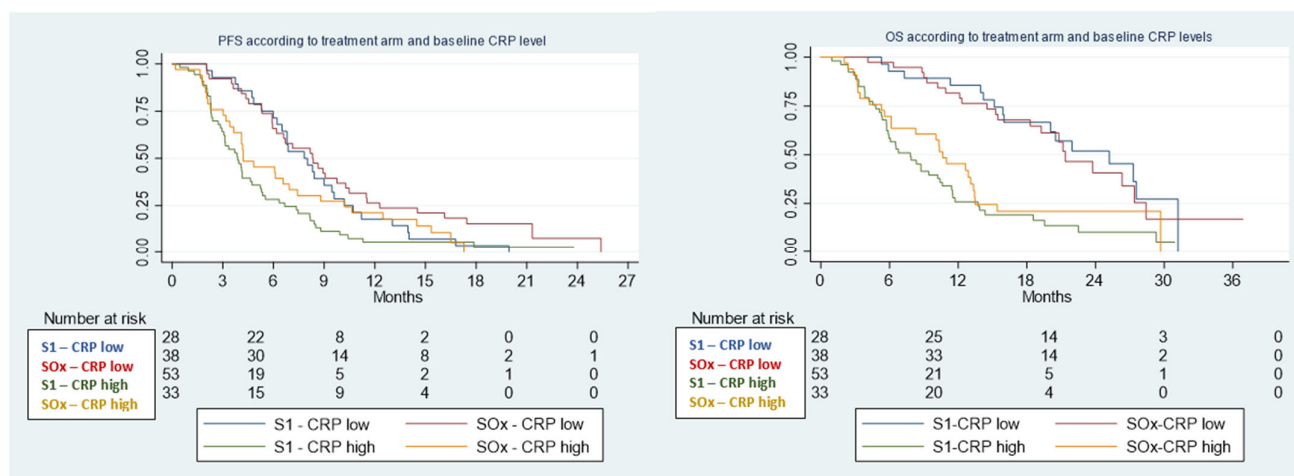 PFS according to treatment arm and baseline CRP level
1.00
0.75
0.50
0.25
0.00
0 3 6 9 12 15 18 21 24 27
Months
Number at risk
S1 – CRP low 28 22 8 2 0 0
SOx – CRP low 38 30 14 8 2 1
S1 – CRP high 53 19 5 2 1 0
SOx – CRP high 33 15 9 4 0 0
S1 - CRP low SOx - CRP low
S1 - CRP high SOx - CRP high
OS according to treatment arm and baseline CRP levels
1.00
0.75
0.50
0.25
0.00
0 6 12 18 24 30 36
Months
Number at risk
S1 – CRP low 28 25 14 3 0
SOx – CRP low 38 33 14 2 0
S1 – CRP high 53 21 5 1 0
SOx – CRP high 33 20 4 0 0
S1-CRP low SOx-CRP low
S1-CRP high SOx-CRP high